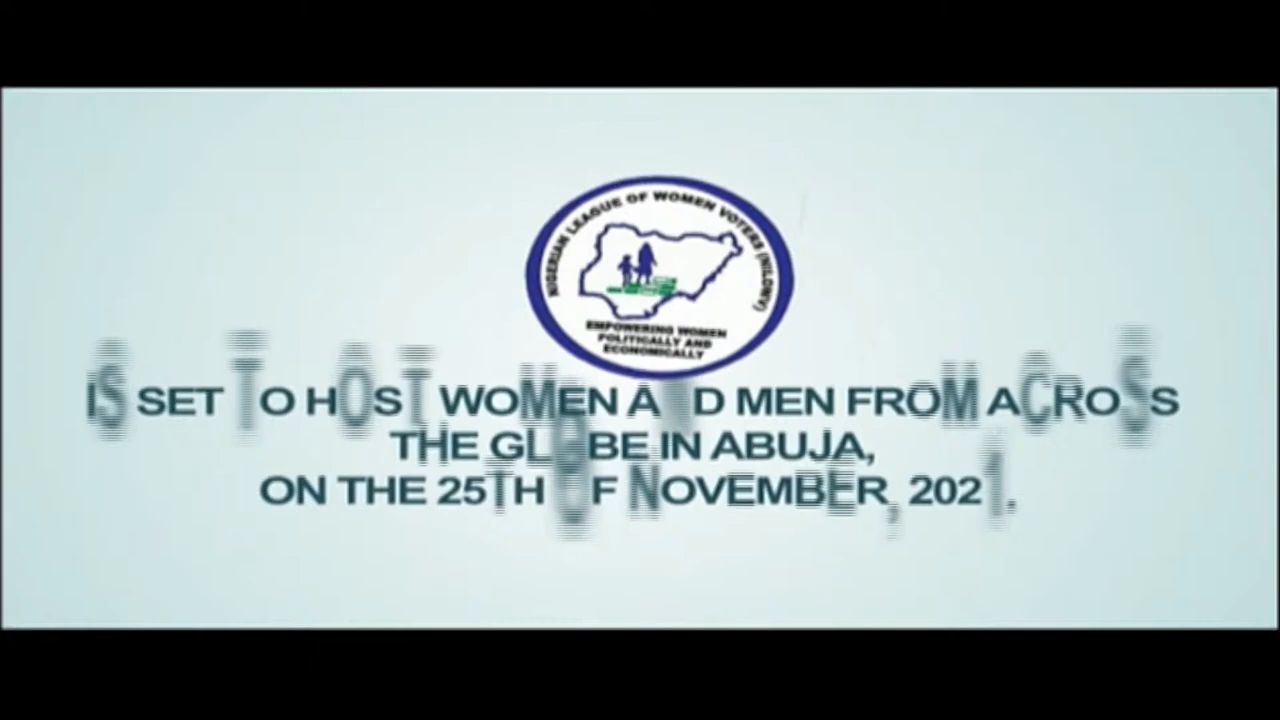 NIGERIAN LEAGUE OF WOMEN VOTERS (NILOWV)
EMPOWERING WOMEN
POLITICALLY AND
ECONOMICALLY
IS SET TO HOST WOMEN AND MEN FROM ACROSS
THE GLOBE IN ABUJA,
ON THE 25TH OF NOVEMBER, 2021.